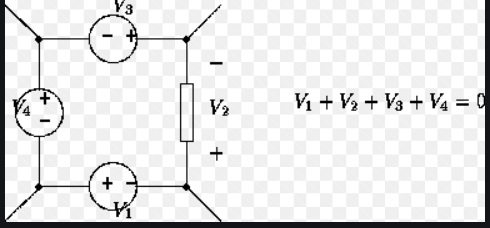 V₃
− +
−
+
V₄
V₂
V₁ + V₂ + V₃ + V₄ = 0
−
+
+ −
V₁